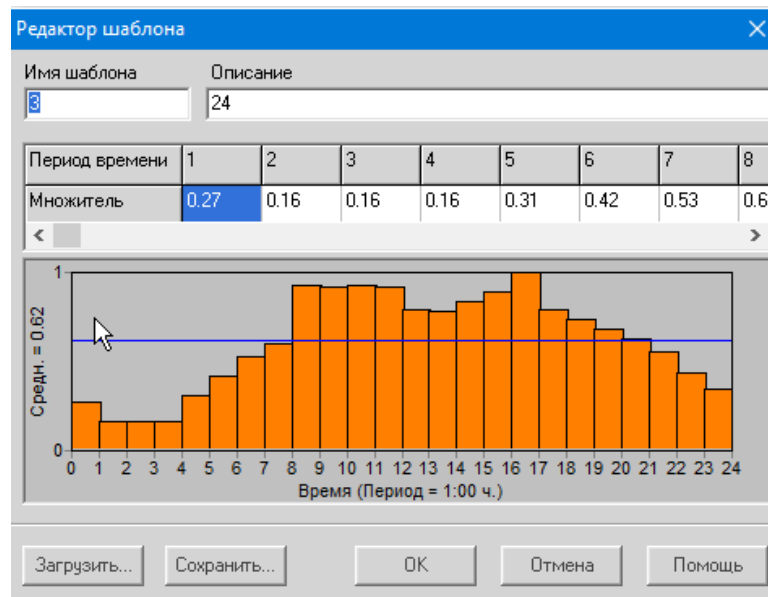 Редактор шаблона
Имя шаблона Описание
3 24
Период времени 1 2 3 4 5 6 7 8
Множитель 0.27 0.16 0.16 0.16 0.31 0.42 0.53 0.6
1
Средн. = 0.62
0
0 1 2 3 4 5 6 7 8 9 10 11 12 13 14 15 16 17 18 19 20 21 22 23 24
Время (Период = 1:00 ч.)
Загрузить... Сохранить... OK Отмена Помощь